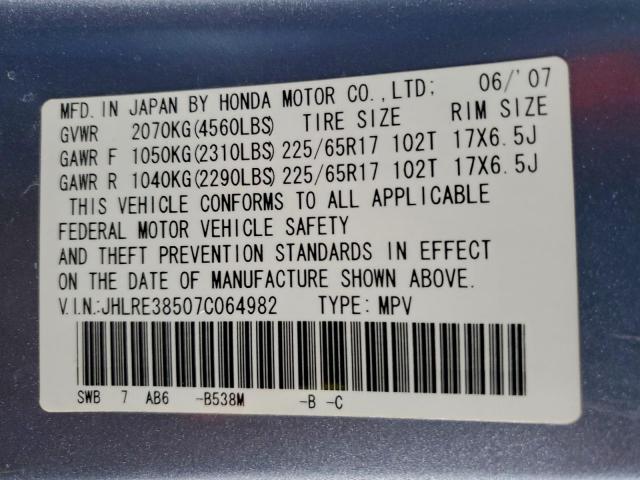 MFD. IN JAPAN BY HONDA MOTOR CO., LTD: 06/'07
GVWR 2070KG(4560LBS) TIRE SIZE RIM SIZE
GAWR F 1050KG(2310LBS) 225/65R17 102T 17X6.5J
GAWR R 1040KG(2290LBS) 225/65R17 102T 17X6.5J
THIS VEHICLE CONFORMS TO ALL APPLICABLE
FEDERAL MOTOR VEHICLE SAFETY
AND THEFT PREVENTION STANDARDS IN EFFECT
ON THE DATE OF MANUFACTURE SHOWN ABOVE.
V.I.N.:JHLRE38507C064982 TYPE: MPV
SWB 7 AB6 -B538M -B -C